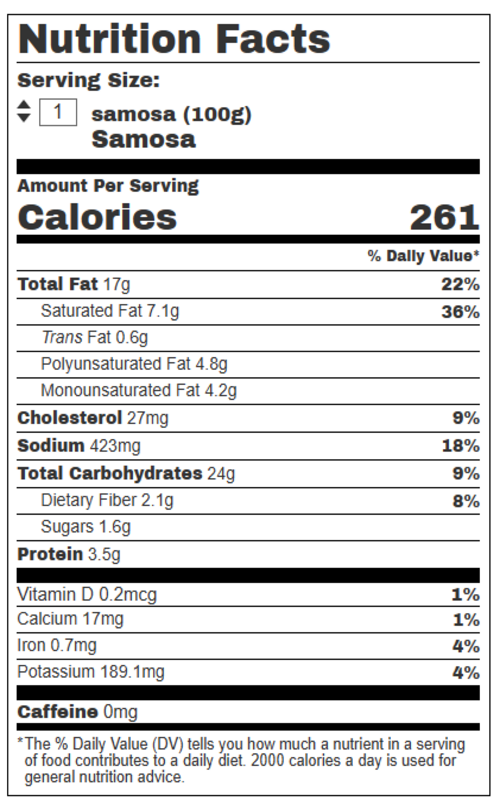 Nutrition Facts
Serving Size:
1 samosa (100g)
Samosa
Amount Per Serving
Calories 261
% Daily Value*
Total Fat 17g 22%
Saturated Fat 7.1g 36%
Trans Fat 0.6g
Polyunsaturated Fat 4.8g
Monounsaturated Fat 4.2g
Cholesterol 27mg 9%
Sodium 423mg 18%
Total Carbohydrates 24g 9%
Dietary Fiber 2.1g 8%
Sugars 1.6g
Protein 3.5g
Vitamin D 0.2mcg 1%
Calcium 17mg 1%
Iron 0.7mg 4%
Potassium 189.1mg 4%
Caffeine 0mg
*The % Daily Value (DV) tells you how much a nutrient in a serving
of food contributes to a daily diet. 2000 calories a day is used for
general nutrition advice.